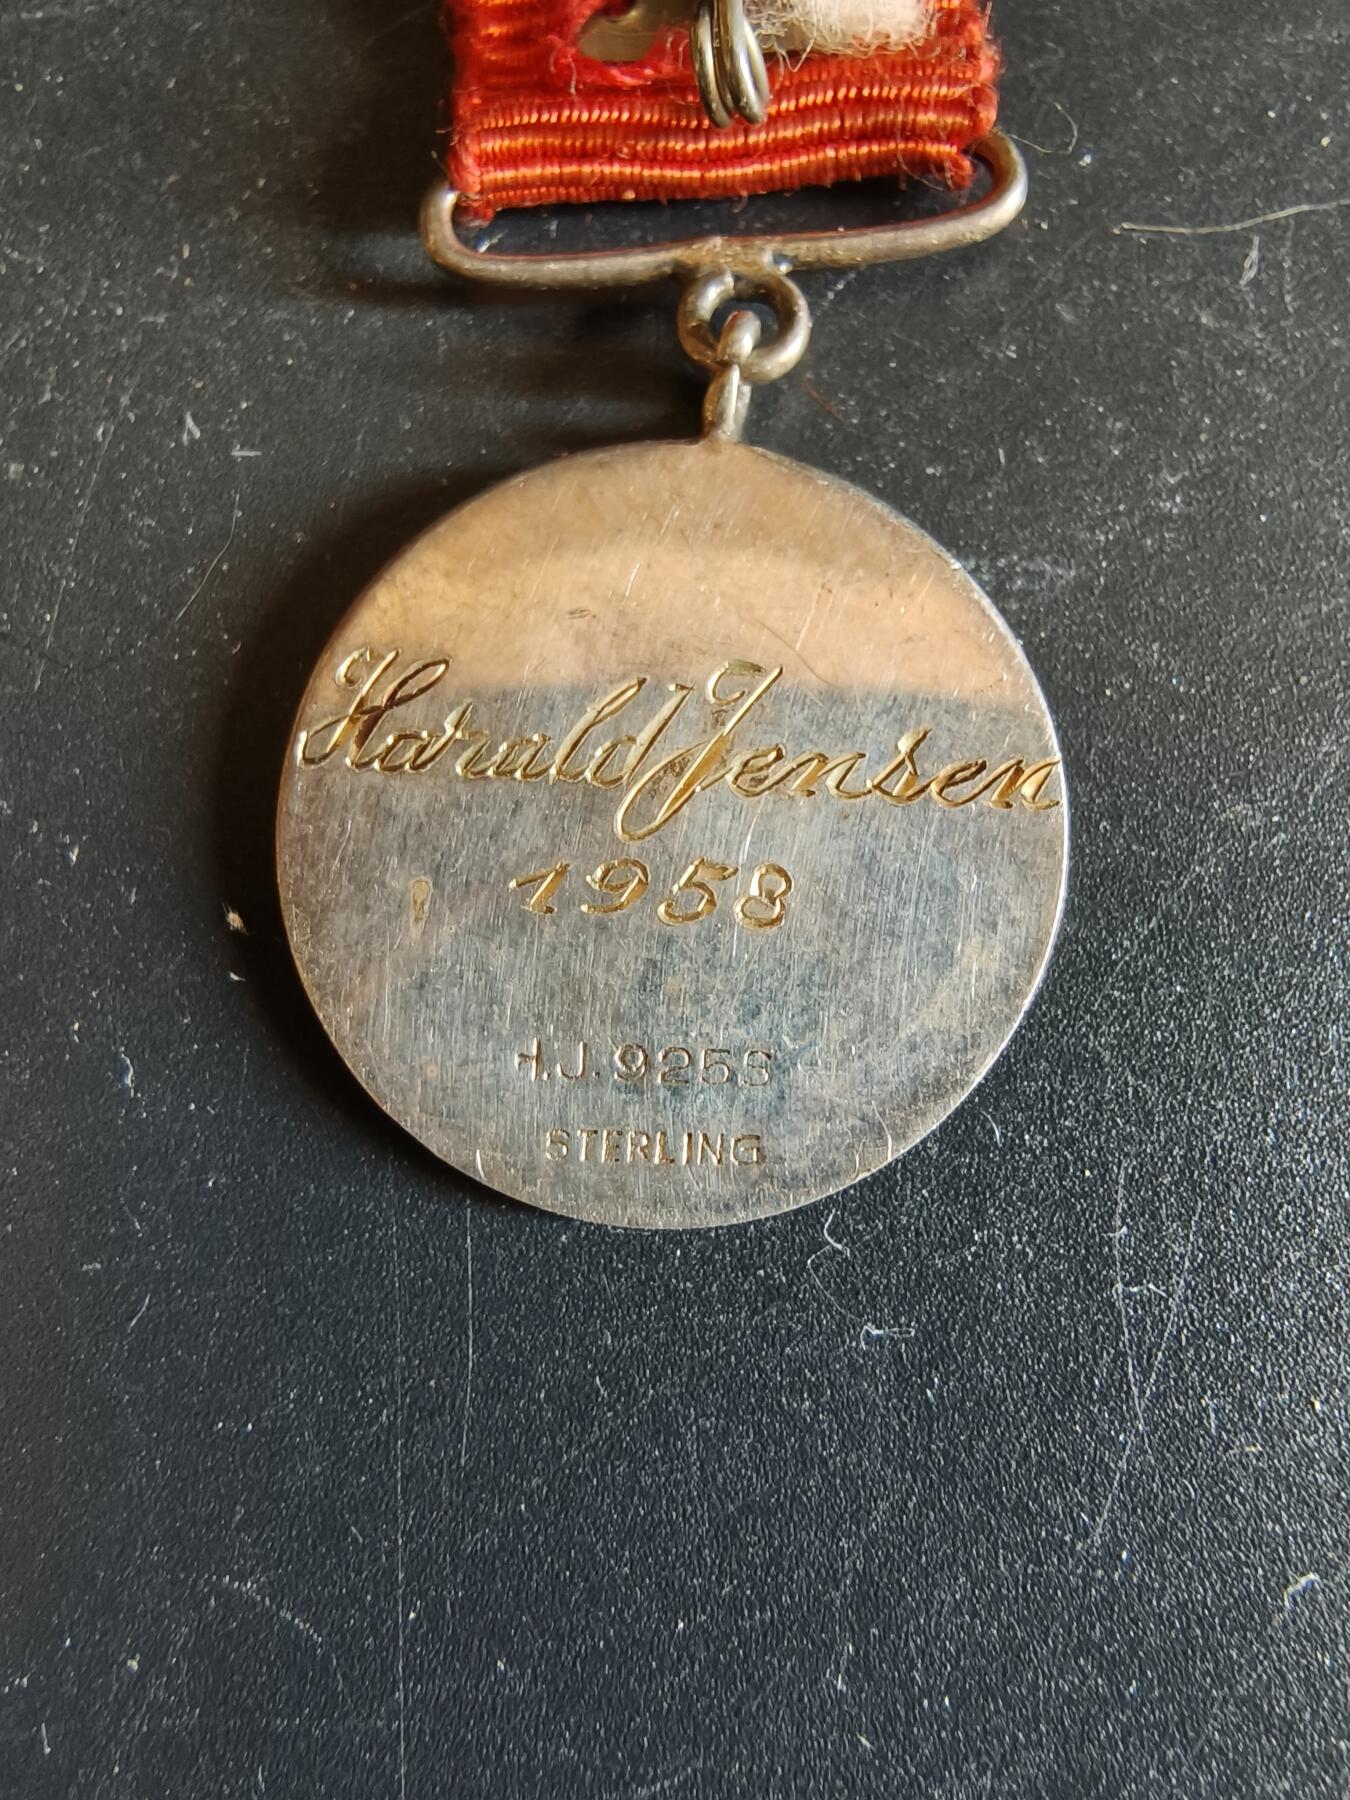 Harald Jensen
1958
H.J. 925S
STERLING